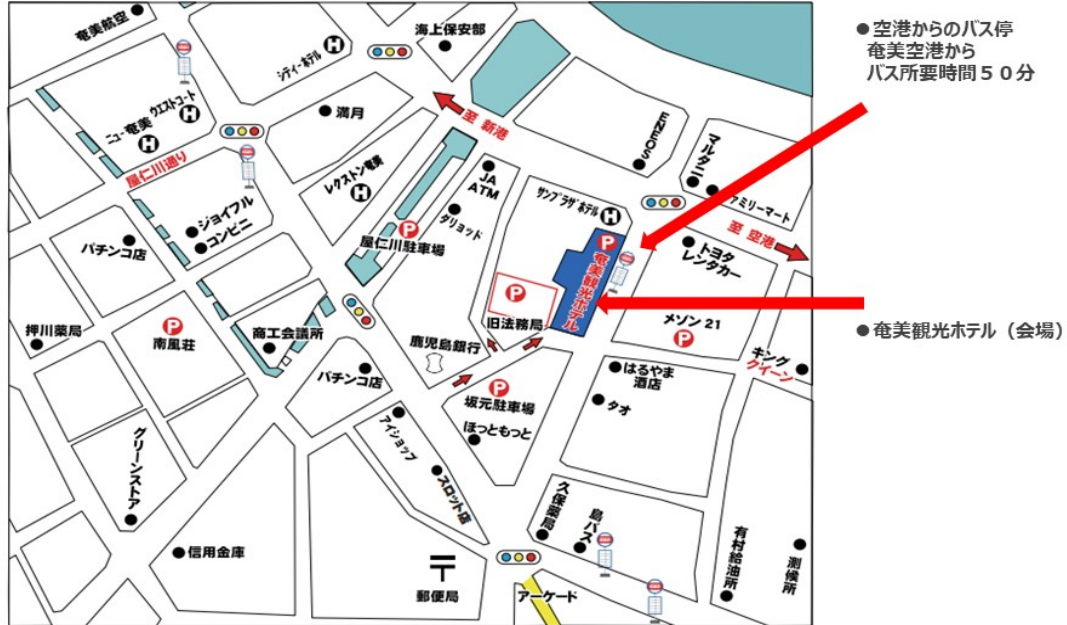 ●空港からのバス停
奄美空港から
バス所要時間５０分
●奄美観光ホテル（会場）
奄美航空
海上保安部
シティーホテル
H
満月
至 新港
ニュー奄美
ウエストコート
H
H
屋仁川通り
レクストン奄美
H
JA
ATM
ダリョッド
ENEOS
マルタニ
ファミリーマート
サンプラザホテル
H
至 空港
ジョイフル
コンビニ
パチンコ店
P
屋仁川駐車場
P
奄美観光ホテル
トヨタ
レンタカー
P
旧法務局
メゾン 21
P
押川薬局
P
南風荘
商工会議所
鹿児島銀行
キング
クイーン
パチンコ店
P
坂元駐車場
はるやま
酒店
タオ
ほっともっと
アイショップ
スロット店
グリーンストア
久保薬局
島バス
有村給油所
測候所
信用金庫
〒
郵便局
アーケード